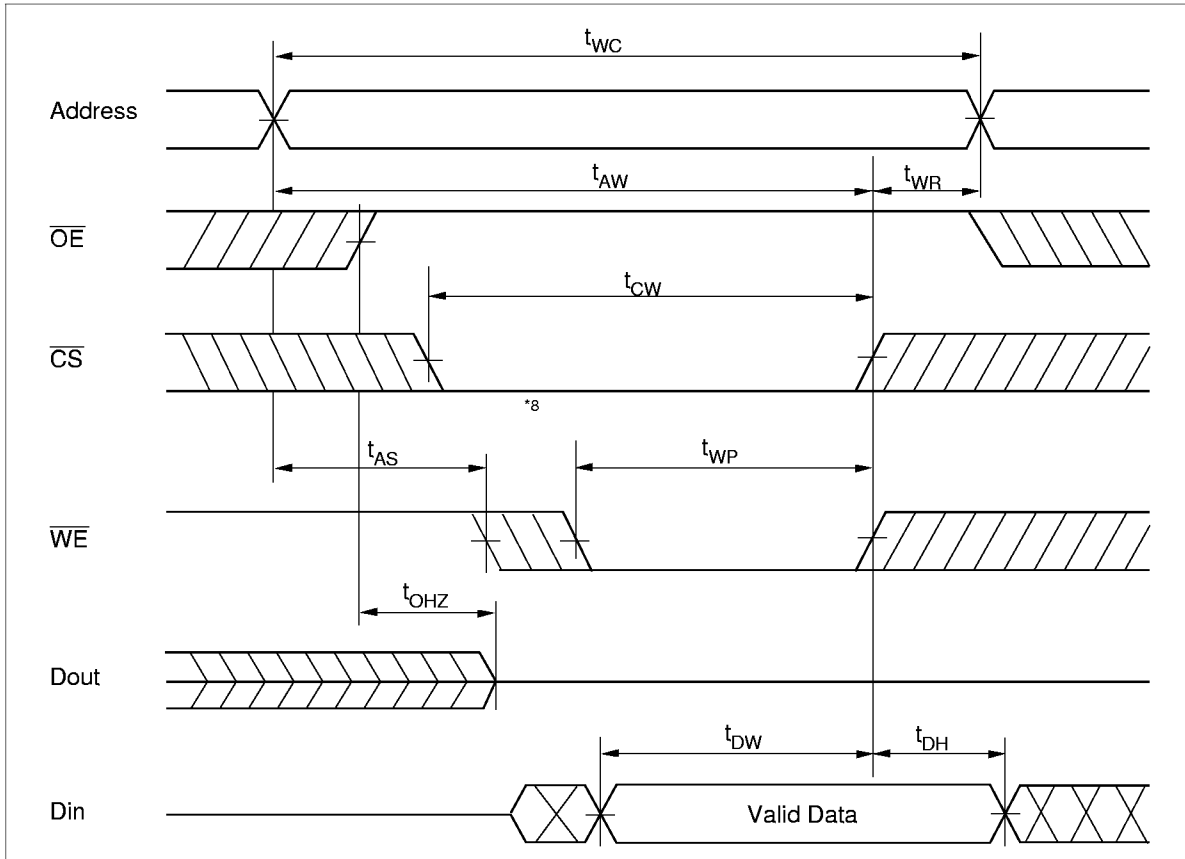 tWC
Address
tAW
tWR
OE
tCW
CS
*8
tAS
tWP
WE
tOHZ
Dout
tDW
tDH
Din
Valid Data